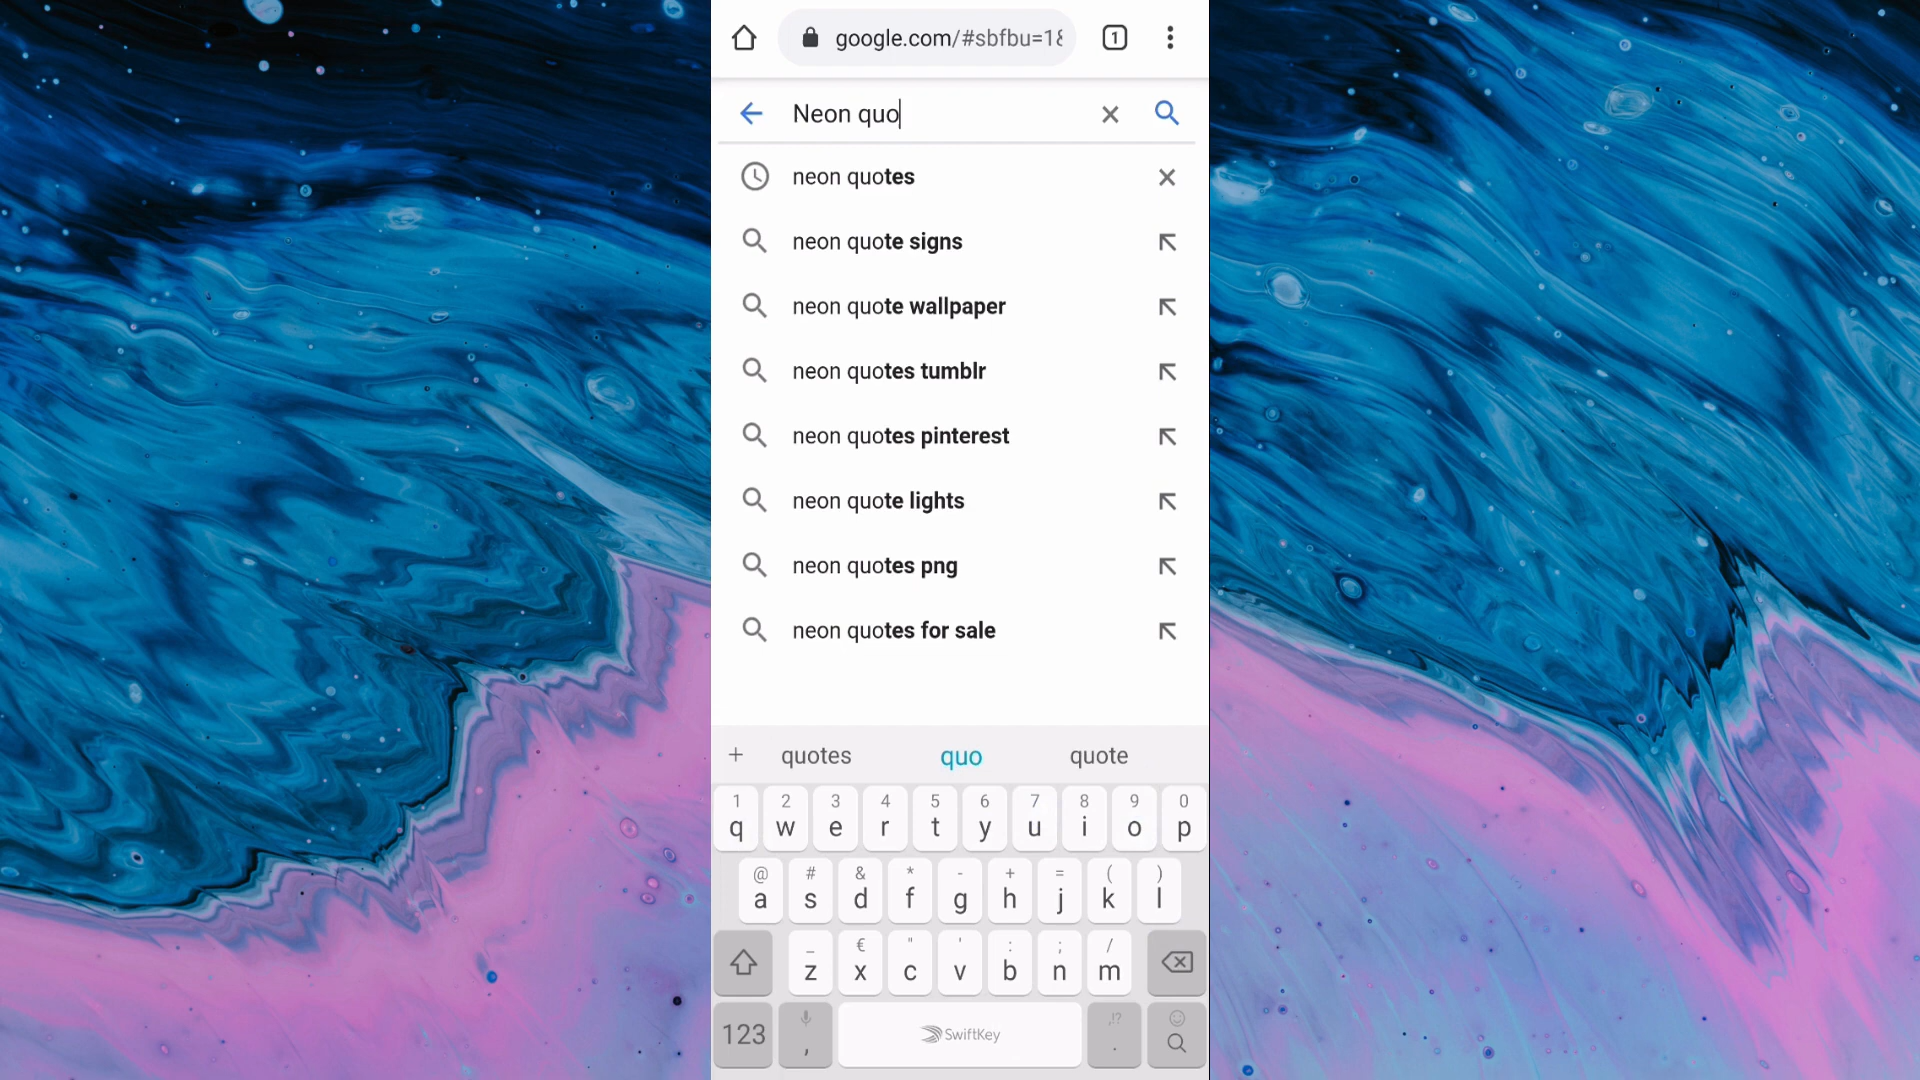 google.com/#sbfbu=1&
1
Neon quo
neon quotes
neon quote signs
neon quote wallpaper
neon quotes tumblr
neon quotes pinterest
neon quote lights
neon quotes png
neon quotes for sale
+ quotes quo quote
1 2 3 4 5 6 7 8 9 0
q w e r t y u i o p
@ # & * - + = ( )
a s d f g h j k l
_ € " ' : ; /
z x c v b n m
,!?
123 , SwiftKey .